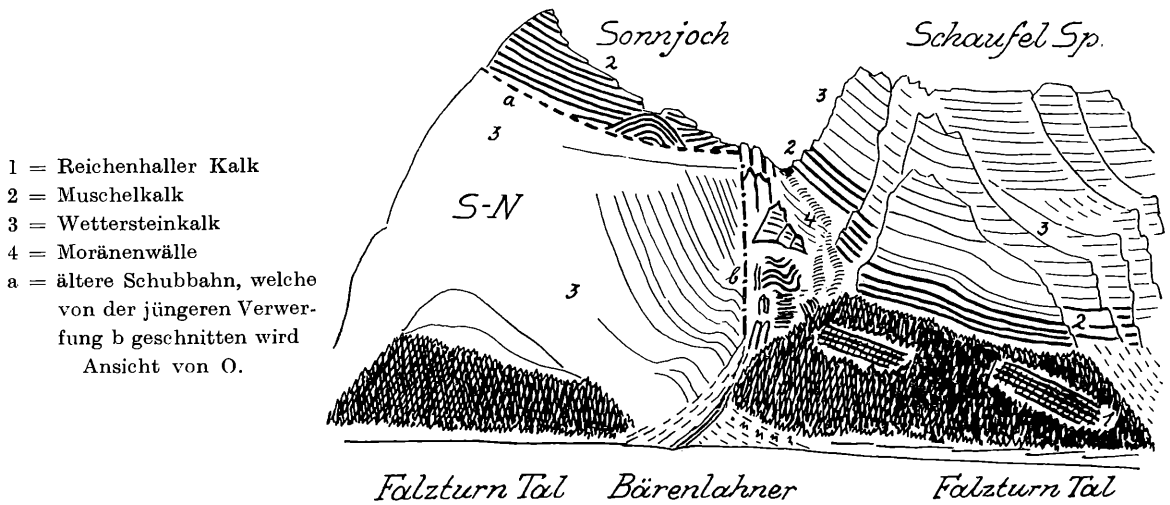 Sonnjoch
Schaufel Sp.
1 = Reichenhaller Kalk
2 = Muschelkalk
3 = Wettersteinkalk
4 = Moränenwälle
a = ältere Schubbahn, welche
von der jüngeren Verwer-
fung b geschnitten wird
Ansicht von O.
2
a
3
3
2
S-N
4
3
b
3
1
2
Falzturn Tal
Bärenlahner
Falzturn Tal